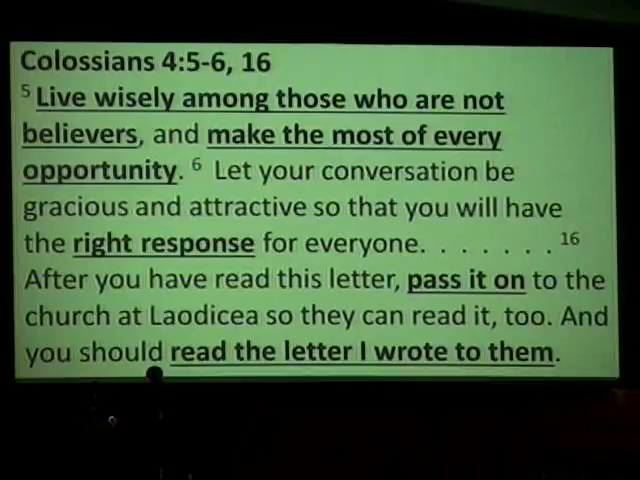 Colossians 4:5-6, 16
5 Live wisely among those who are not
believers, and make the most of every
opportunity. 6 Let your conversation be
gracious and attractive so that you will have
the right response for everyone. . . . . . . . 16
After you have read this letter, pass it on to the
church at Laodicea so they can read it, too. And
you should read the letter I wrote to them.